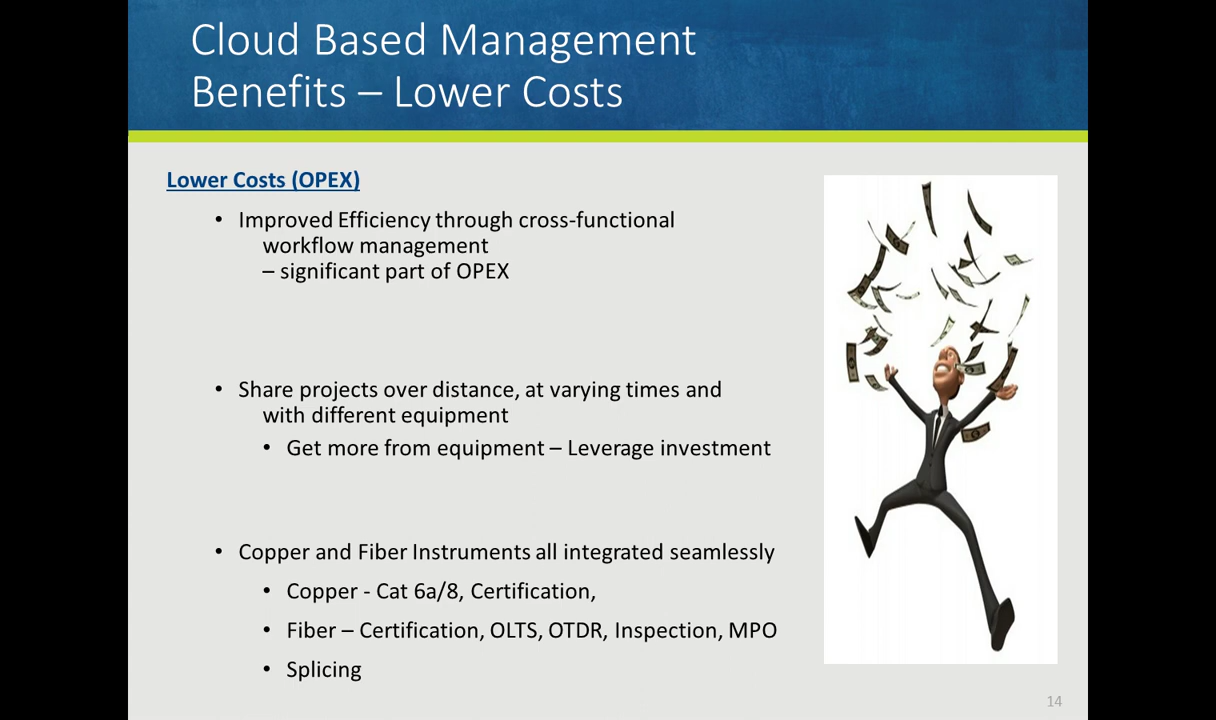 Cloud Based Management
Benefits – Lower Costs
Lower Costs (OPEX)
• Improved Efficiency through cross-functional
workflow management
– significant part of OPEX
• Share projects over distance, at varying times and
with different equipment
• Get more from equipment – Leverage investment
• Copper and Fiber Instruments all integrated seamlessly
• Copper - Cat 6a/8, Certification,
• Fiber – Certification, OLTS, OTDR, Inspection, MPO
• Splicing
14